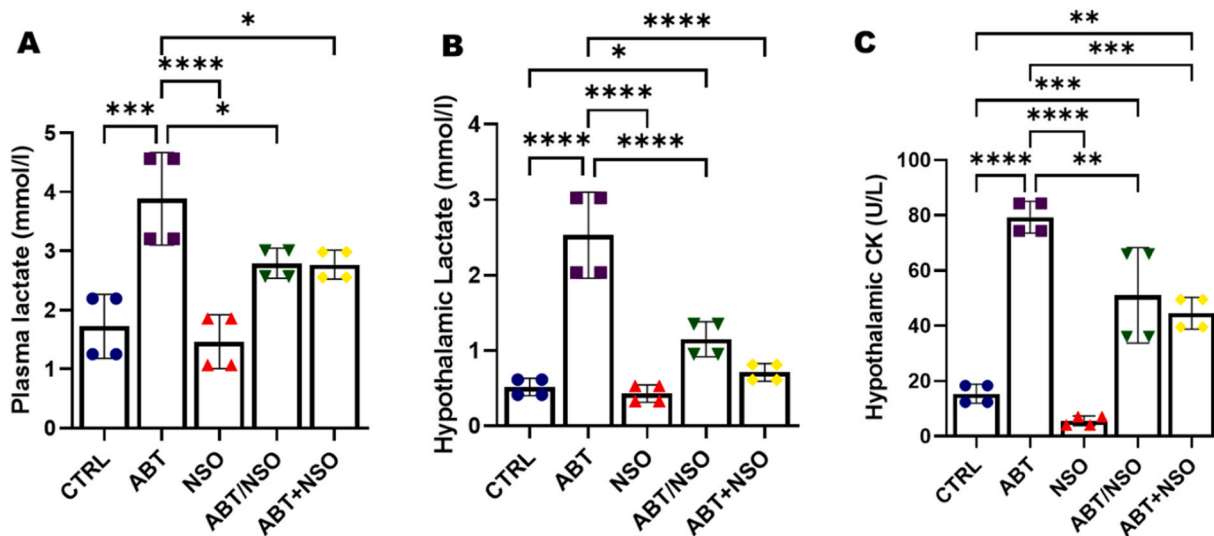 A
*
****
***
*
Plasma lactate (mmol/l)
5
4
3
2
1
0
CTRL
ABT
NSO
ABT/NSO
ABT+NSO
B
****
*
****
****
****
Hypothalamic Lactate (mmol/l)
4
3
2
1
0
CTRL
ABT
NSO
ABT/NSO
ABT+NSO
C
**
***
***
****
****
**
Hypothalamic CK (U/L)
100
80
60
40
20
0
CTRL
ABT
NSO
ABT/NSO
ABT+NSO